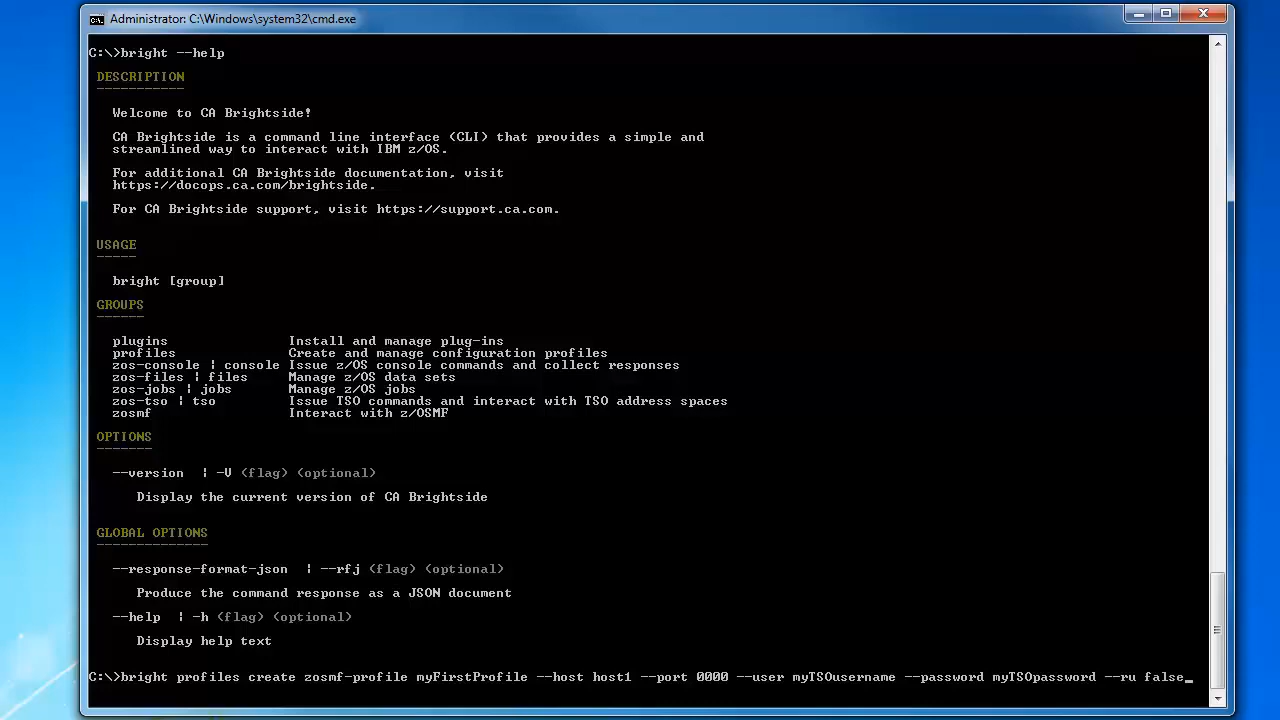 Administrator: C:\Windows\system32\cmd.exe
C:\>bright --help
DESCRIPTION
-----------
Welcome to CA Brightside!
CA Brightside is a command line interface (CLI) that provides a simple and
streamlined way to interact with IBM z/OS.
For additional CA Brightside documentation, visit
https://docops.ca.com/brightside.
For CA Brightside support, visit https://support.ca.com.
USAGE
-----
bright [group]
GROUPS
------
plugins Install and manage plug-ins
profiles Create and manage configuration profiles
zos-console | console Issue z/OS console commands and collect responses
zos-files | files Manage z/OS data sets
zos-jobs | jobs Manage z/OS jobs
zos-tso | tso Issue TSO commands and interact with TSO address spaces
zosmf Interact with z/OSMF
OPTIONS
-------
--version | -V (flag) (optional)
Display the current version of CA Brightside
GLOBAL OPTIONS
--------------
--response-format-json | --rfj (flag) (optional)
Produce the command response as a JSON document
--help | -h (flag) (optional)
Display help text
C:\>bright profiles create zosmf-profile myFirstProfile --host host1 --port 0000 --user myTSOusername --password myTSOpassword --ru false_